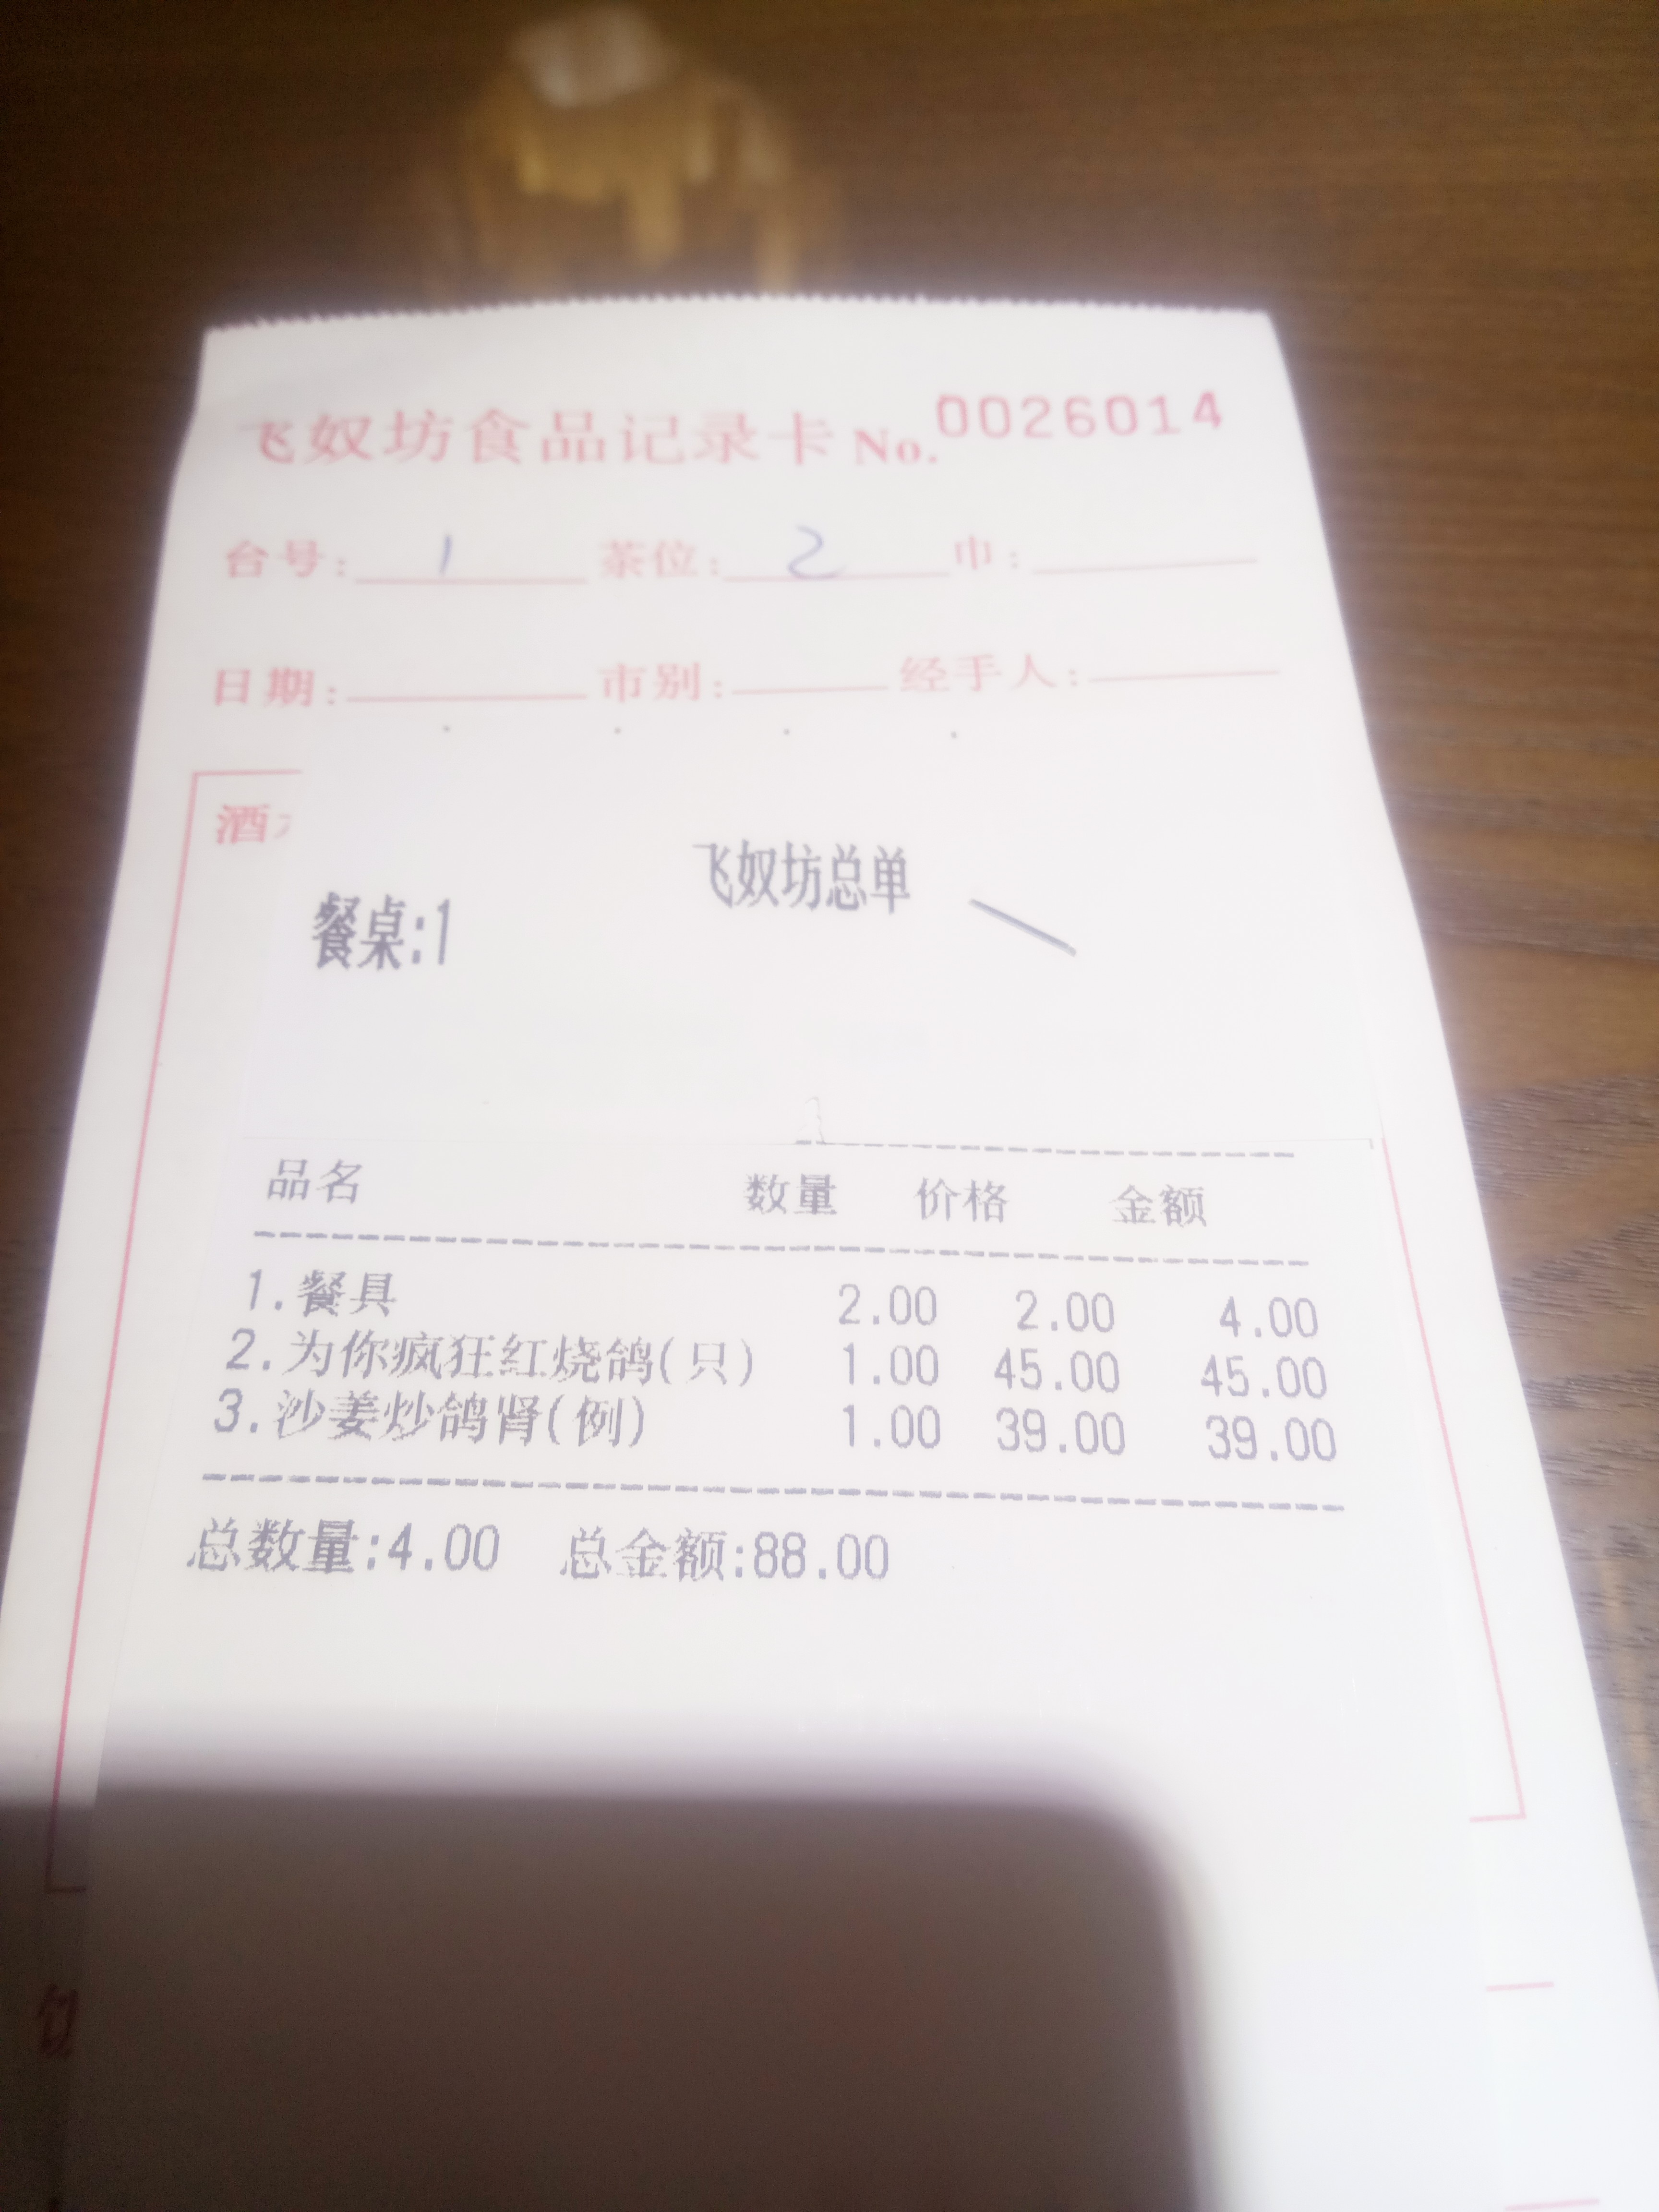 飞奴坊食品记录卡 No. 0026014
台号: 1 茶位: 2 巾:
日期: 市别: 经手人:
酒
飞奴坊总单
餐桌:1
品名 数量 价格 金额
1.餐具 2.00 2.00 4.00
2.为你疯狂红烧鸽(只) 1.00 45.00 45.00
3.沙姜炒鸽肾(例) 1.00 39.00 39.00
总数量:4.00 总金额:88.00